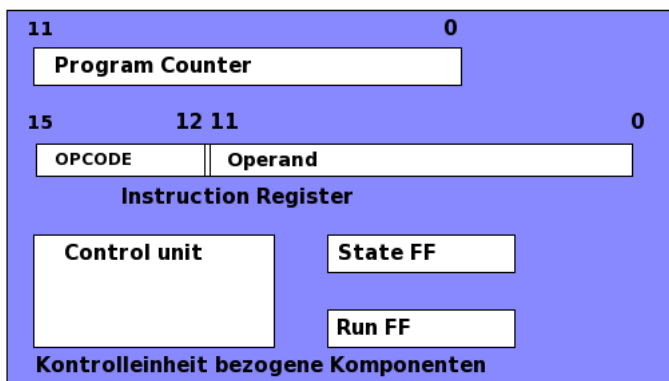 11 0
Program Counter
15 12 11 0
OPCODE Operand
Instruction Register
Control unit State FF
Run FF
Kontrolleinheit bezogene Komponenten